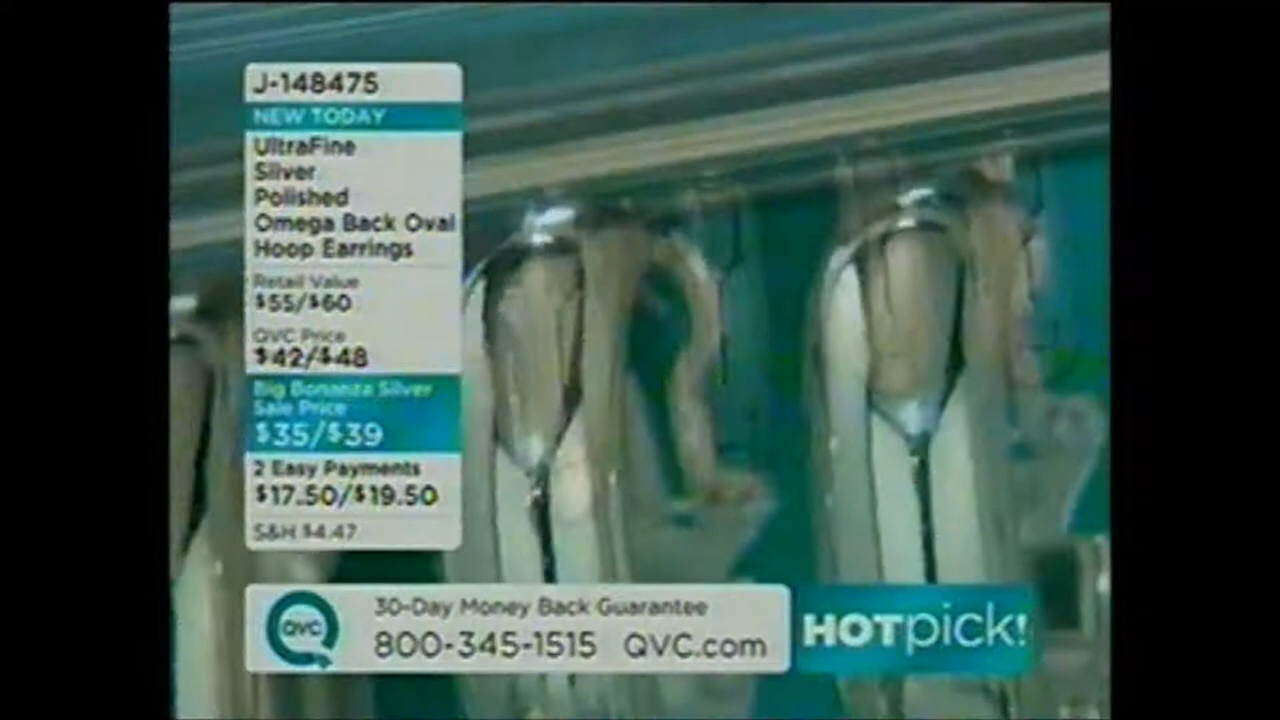 J-148475
NEW TODAY
UltraFine
Silver
Polished
Omega Back Oval
Hoop Earrings
Retail Value
$55/$60
QVC Price
$42/$48
Big Bonanza Silver
Sale Price
$35/$39
2 Easy Payments
$17.50/$19.50
S&H $4.47
QVC
30-Day Money Back Guarantee
800-345-1515 QVC.com
HOTpick!